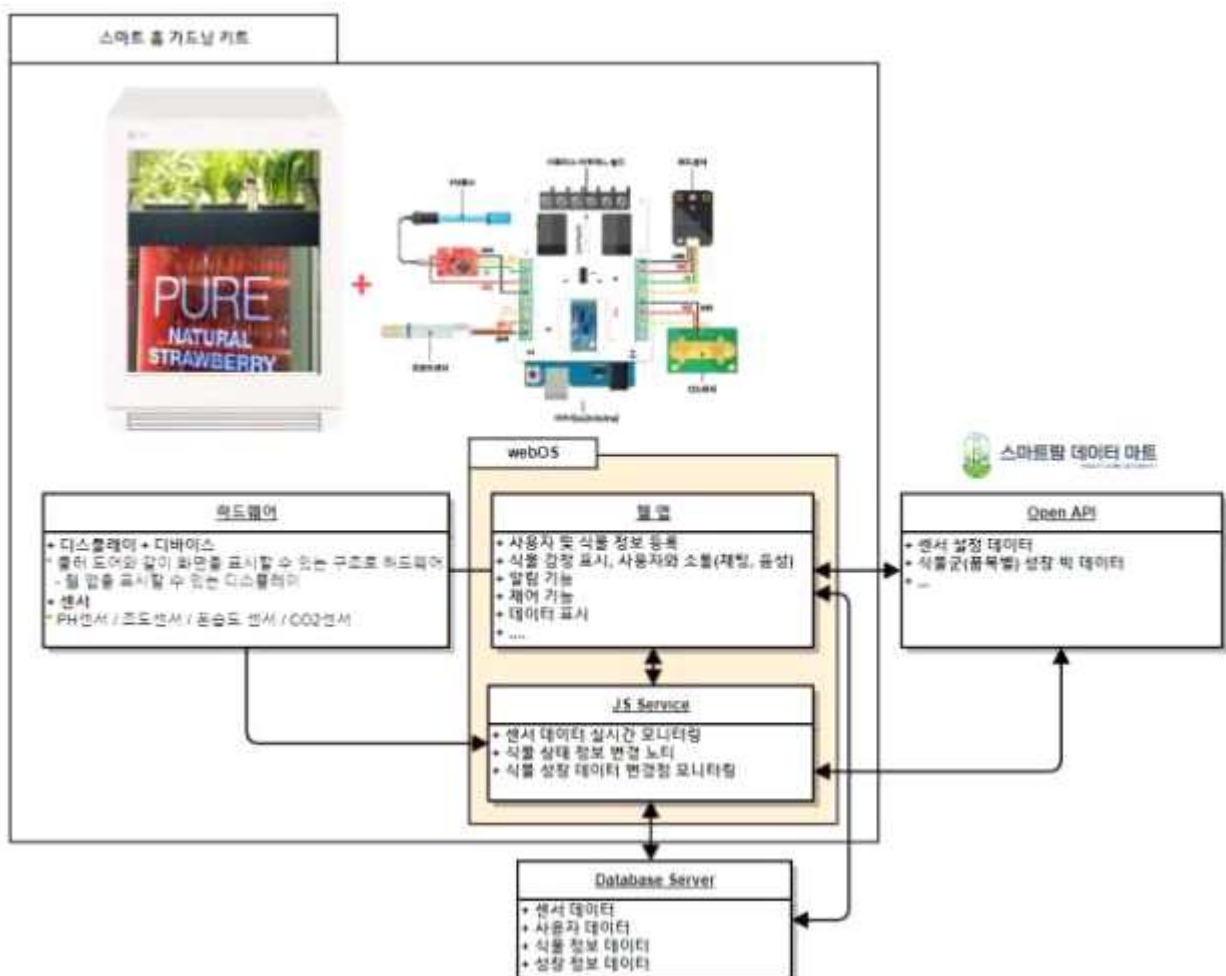 스마트 홈 가드닝 키트
PURE
NATURAL
STRAWBERRY
+
webOS
스마트팜 데이터 마트
하드웨어
+ 디스플레이 + 디바이스
* 룰러 도어와 같이 화면를 표시할 수 있는 구조로 하드웨어
- 웹 앱을 표시할 수 있는 디스플레이
+ 센서
* PH센서 / 조도센서 / 온습도 센서 / CO2센서
웹 앱
+ 사용자 및 식물 정보 등록
+ 식물 감정 표시, 사용자와 소통(채팅, 음성)
+ 알림 기능
+ 제어 기능
+ 데이터 표시
+ ....
Open API
+ 센서 설정 데이터
+ 식물군(품목별) 성장 빅 데이터
+ ...
JS Service
+ 센서 데이터 실시간 모니터링
+ 식물 상태 정보 변경 노티
+ 식물 성장 데이터 변경점 모니터링
Database Server
+ 센서 데이터
+ 사용자 데이터
+ 식물 정보 데이터
+ 성장 정보 데이터